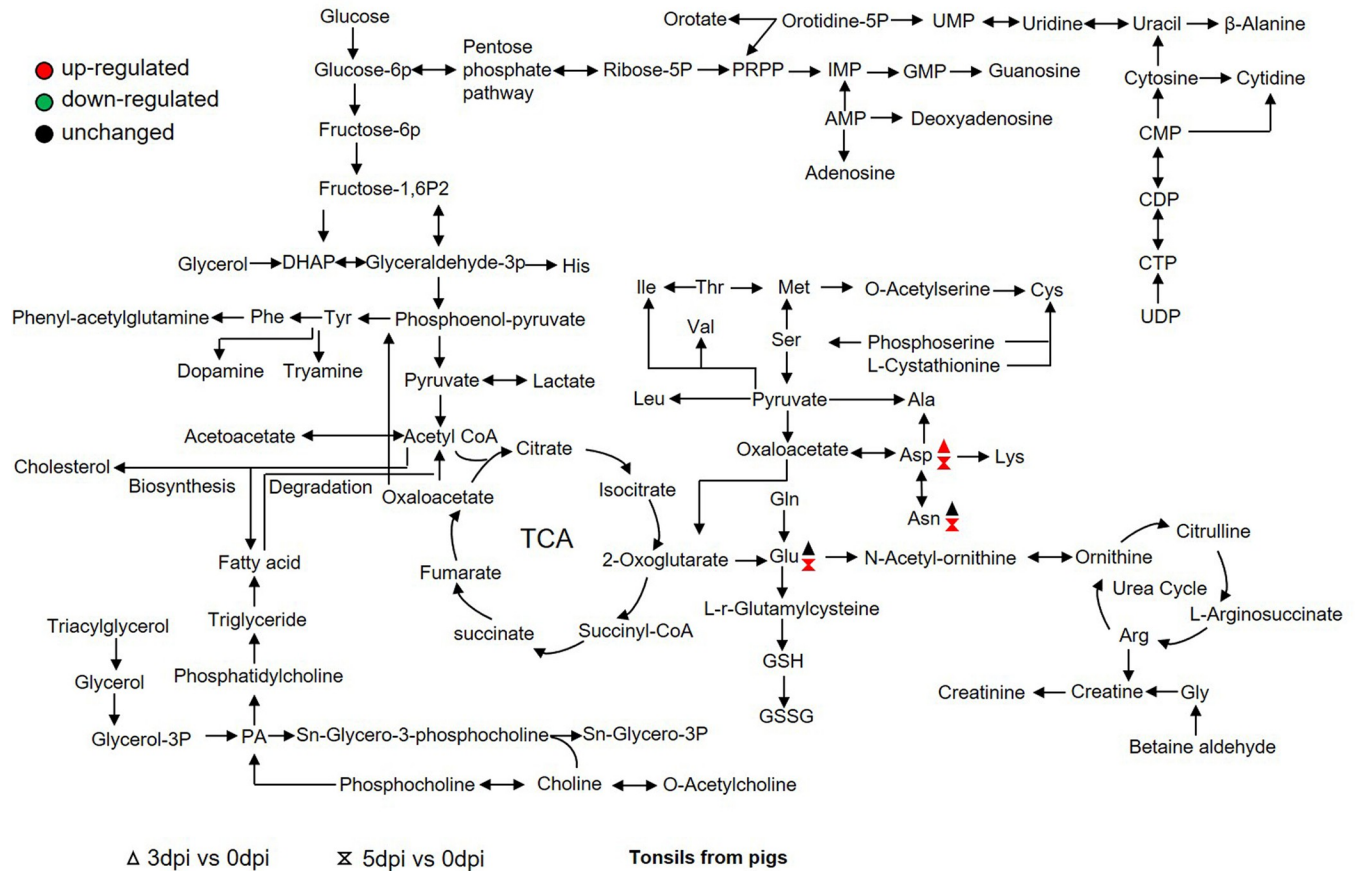 Glucose
Orotate
Orotidine-5P
UMP
Uridine
Uracil
β-Alanine
up-regulated
down-regulated
unchanged
Glucose-6p
Pentose
phosphate
pathway
Ribose-5P
PRPP
IMP
GMP
Guanosine
Cytosine
Cytidine
Fructose-6p
AMP
Deoxyadenosine
CMP
Adenosine
Fructose-1,6P2
CDP
Glycerol
DHAP
Glyceraldehyde-3p
His
CTP
Ile
Thr
Met
O-Acetylserine
Cys
UDP
Phenyl-acetylglutamine
Phe
Tyr
Phosphoenol-pyruvate
Val
Ser
Phosphoserine
L-Cystathionine
Dopamine
Tryamine
Pyruvate
Lactate
Leu
Pyruvate
Ala
Acetoacetate
Acetyl CoA
Citrate
Oxaloacetate
Asp
Lys
Cholesterol
Biosynthesis
Degradation
Oxaloacetate
Isocitrate
Gln
Asn
TCA
Citrulline
Fatty acid
Fumarate
2-Oxoglutarate
Glu
N-Acetyl-ornithine
Ornithine
Urea Cycle
L-r-Glutamylcysteine
L-Arginosuccinate
Triglyceride
Triacylglycerol
succinate
Succinyl-CoA
Arg
GSH
Phosphatidylcholine
Glycerol
Creatinine
Creatine
Gly
GSSG
Glycerol-3P
PA
Sn-Glycero-3-phosphocholine
Sn-Glycero-3P
Betaine aldehyde
Phosphocholine
Choline
O-Acetylcholine
3dpi vs 0dpi
5dpi vs 0dpi
Tonsils from pigs